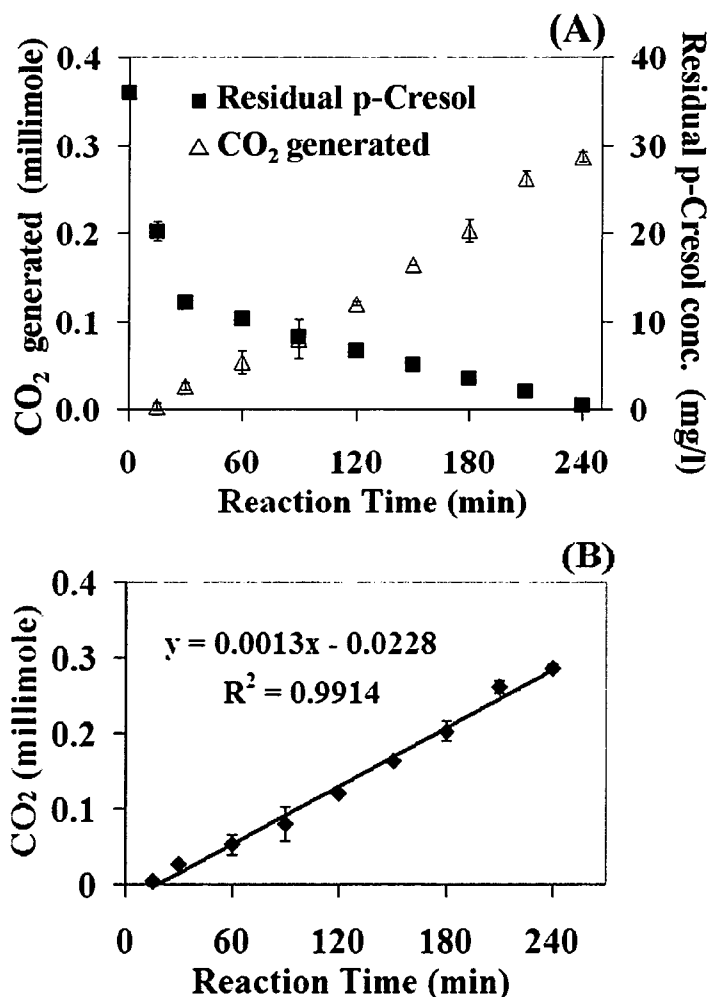 (A)
0.4
0.3
0.2
0.1
0.0
CO₂ generated (millimole)
■ Residual p-Cresol
△ CO₂ generated
40
30
20
10
0
Residual p-Cresol conc. (mg/l)
0 60 120 180 240
Reaction Time (min)
(B)
0.4
0.3
0.2
0.1
0
CO₂ (millimole)
y = 0.0013x - 0.0228
R² = 0.9914
0 60 120 180 240
Reaction Time (min)